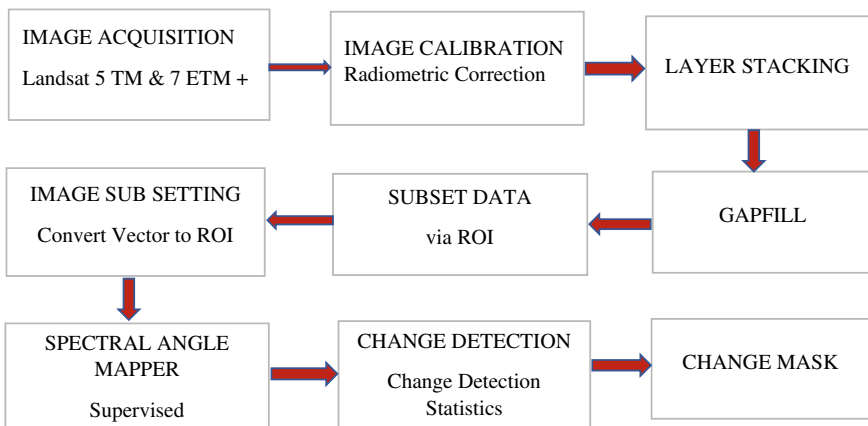 IMAGE ACQUISITION
Landsat 5 TM & 7 ETM +
IMAGE CALIBRATION
Radiometric Correction
LAYER STACKING
GAPFILL
SUBSET DATA
via ROI
IMAGE SUB SETTING
Convert Vector to ROI
SPECTRAL ANGLE
MAPPER
Supervised
CHANGE DETECTION
Change Detection
Statistics
CHANGE MASK